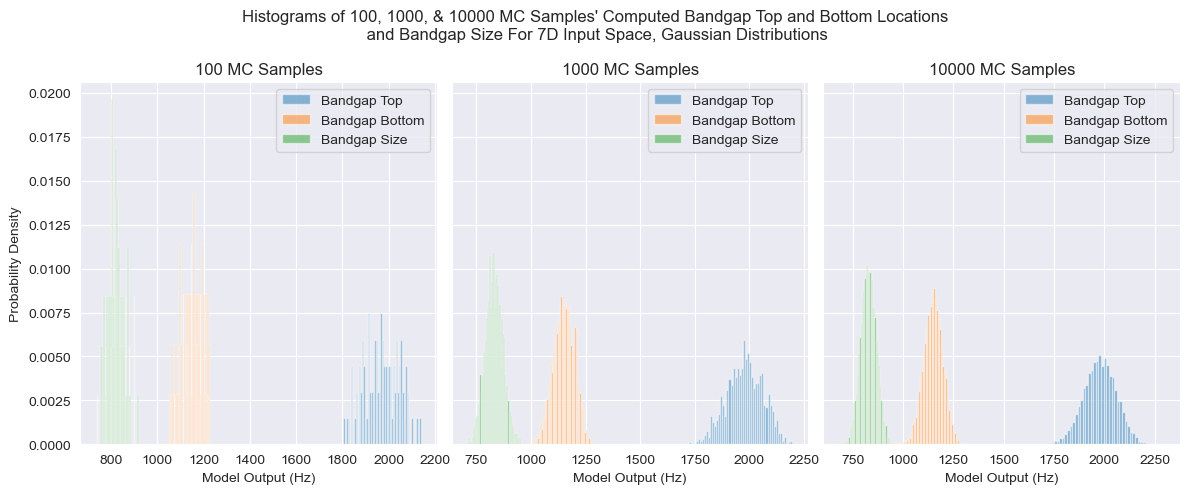 Histograms of 100, 1000, & 10000 MC Samples' Computed Bandgap Top and Bottom Locations
and Bandgap Size For 7D Input Space, Gaussian Distributions
100 MC Samples
1000 MC Samples
10000 MC Samples
Bandgap Top
Bandgap Bottom
Bandgap Size
Bandgap Top
Bandgap Bottom
Bandgap Size
Bandgap Top
Bandgap Bottom
Bandgap Size
Probability Density
0.0200
0.0175
0.0150
0.0125
0.0100
0.0075
0.0050
0.0025
0.0000
800 1000 1200 1400 1600 1800 2000 2200
750 1000 1250 1500 1750 2000 2250
750 1000 1250 1500 1750 2000 2250
Model Output (Hz)
Model Output (Hz)
Model Output (Hz)